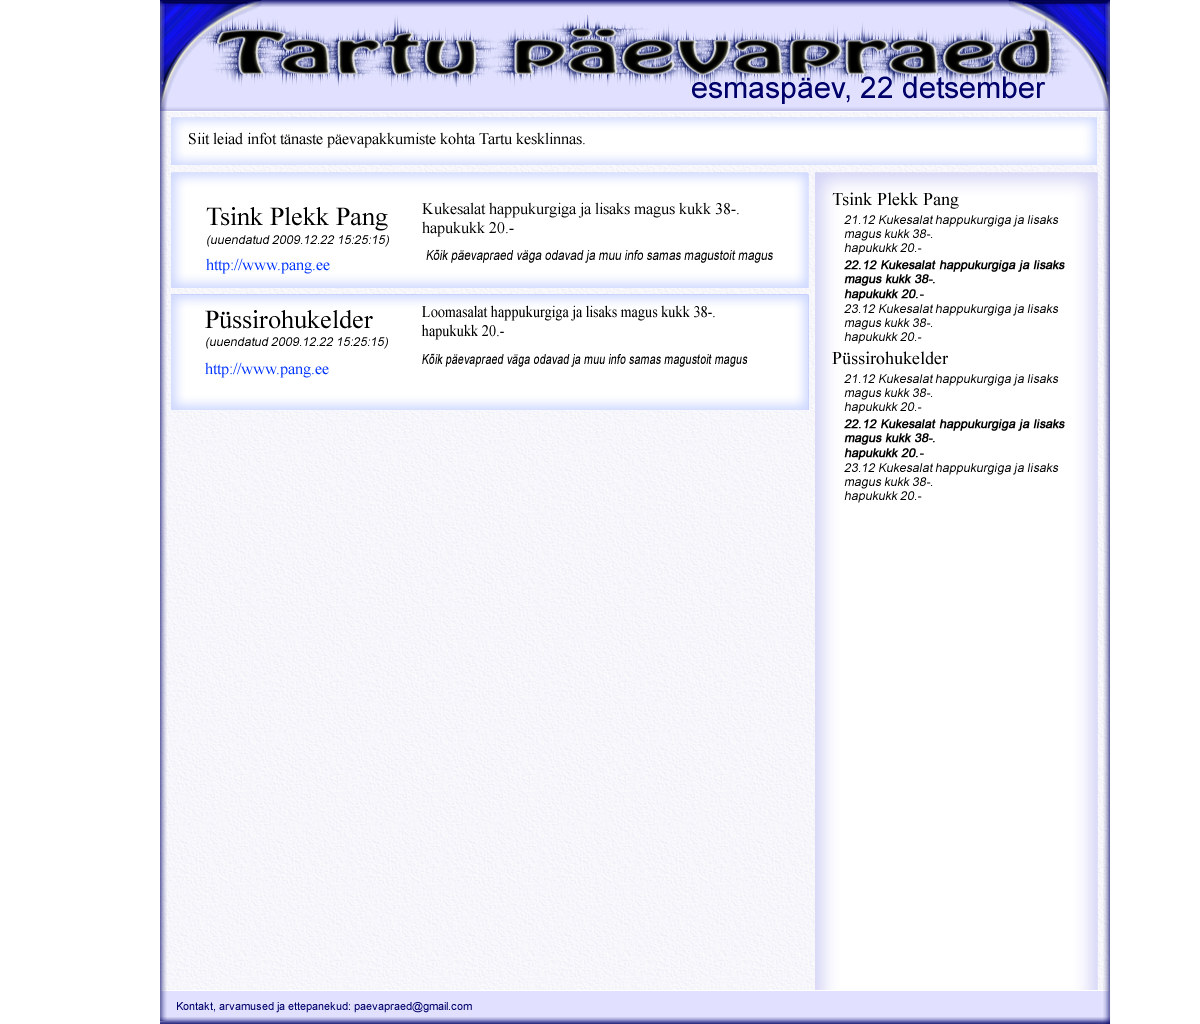 Tartu päevapraed
esmaspäev, 22 detsember
Siit leiad infot tänaste päevapakkumiste kohta Tartu kesklinnas.
Tsink Plekk Pang
(uuendatud 2009.12.22 15:25:15)
http://www.pang.ee
Kukesalat happukurgiga ja lisaks magus kukk 38-.
hapukukk 20.-
Kõik päevapraed väga odavad ja muu info samas magustoit magus
Püssirohukelder
(uuendatud 2009.12.22 15:25:15)
http://www.pang.ee
Loomasalat happukurgiga ja lisaks magus kukk 38-.
hapukukk 20.-
Kõik päevapraed väga odavad ja muu info samas magustoit magus
Tsink Plekk Pang
21.12 Kukesalat happukurgiga ja lisaks
magus kukk 38-.
hapukukk 20.-
22.12 Kukesalat happukurgiga ja lisaks
magus kukk 38-.
hapukukk 20.-
23.12 Kukesalat happukurgiga ja lisaks
magus kukk 38-.
hapukukk 20.-
Püssirohukelder
21.12 Kukesalat happukurgiga ja lisaks
magus kukk 38-.
hapukukk 20.-
22.12 Kukesalat happukurgiga ja lisaks
magus kukk 38-.
hapukukk 20.-
23.12 Kukesalat happukurgiga ja lisaks
magus kukk 38-.
hapukukk 20.-
Kontakt, arvamused ja ettepanekud: paevapraed@gmail.com